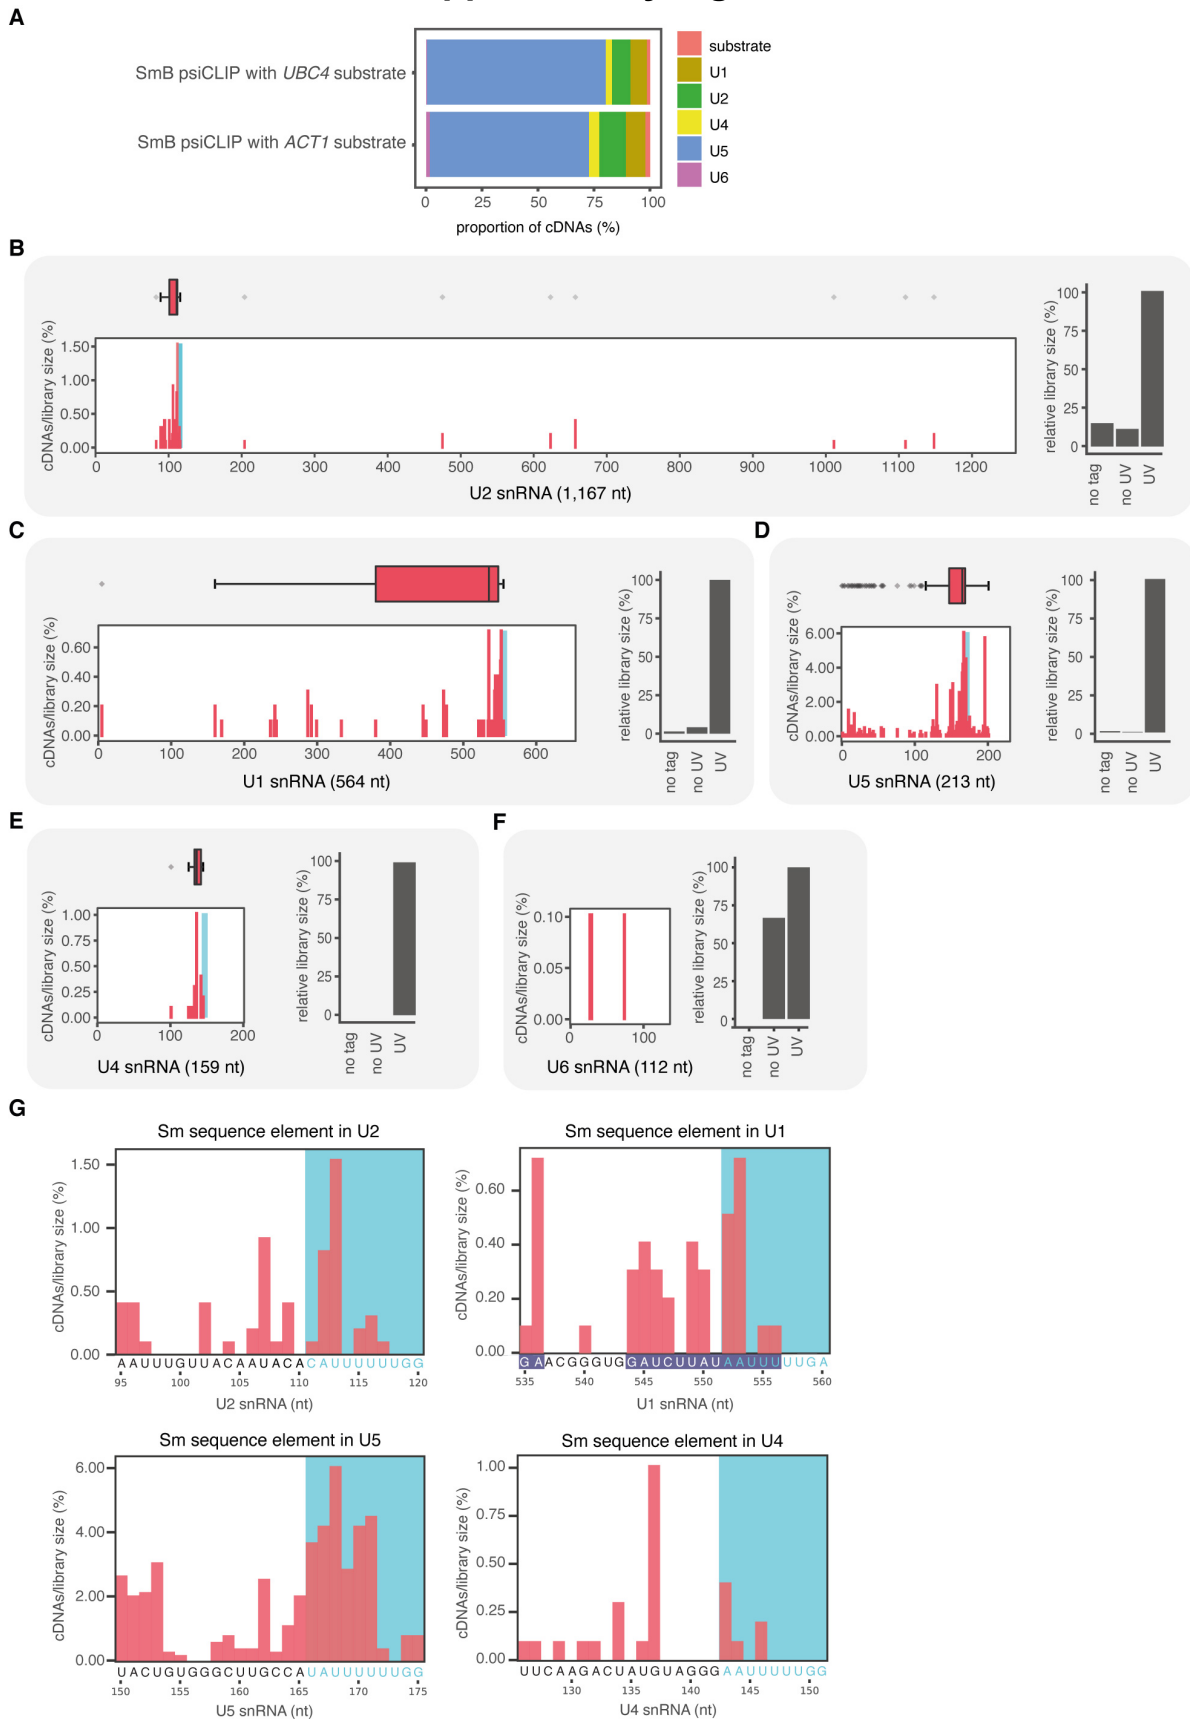 A
SmB psiCLIP with UBC4 substrate
SmB psiCLIP with ACT1 substrate
0 25 50 75 100
proportion of cDNAs (%)
substrate
U1
U2
U4
U5
U6
B
cDNAs/library size (%)
1.50
1.00
0.50
0.00
0 100 200 300 400 500 600 700 800 900 1000 1100 1200
U2 snRNA (1,167 nt)
relative library size (%)
100
75
50
25
0
no tag
no UV
UV
C
cDNAs/library size (%)
0.60
0.40
0.20
0.00
0 100 200 300 400 500 600
U1 snRNA (564 nt)
relative library size (%)
100
75
50
25
0
no tag
no UV
UV
D
cDNAs/library size (%)
6.00
4.00
2.00
0.00
0 100 200
U5 snRNA (213 nt)
relative library size (%)
100
75
50
25
0
no tag
no UV
UV
E
cDNAs/library size (%)
1.00
0.75
0.50
0.25
0.00
0 100 200
U4 snRNA (159 nt)
relative library size (%)
100
75
50
25
0
no tag
no UV
UV
F
cDNAs/library size (%)
0.10
0.05
0.00
0 100
U6 snRNA (112 nt)
relative library size (%)
100
75
50
25
0
no tag
no UV
UV
G
Sm sequence element in U2
cDNAs/library size (%)
1.50
1.00
0.50
0.00
AAUUUGUUACAAUACACAUUUUUUGG
95 100 105 110 115 120
U2 snRNA (nt)
Sm sequence element in U1
cDNAs/library size (%)
0.60
0.40
0.20
0.00
GAACGGGUGGAUCUUAUAAUUUUUGA
535 540 545 550 555 560
U1 snRNA (nt)
Sm sequence element in U5
cDNAs/library size (%)
6.00
4.00
2.00
0.00
UACUGUGGGCUUGCCAUAUUUUUUGG
150 155 160 165 170 175
U5 snRNA (nt)
Sm sequence element in U4
cDNAs/library size (%)
1.00
0.75
0.50
0.25
0.00
UUCAAGACUAUGUAGGGAAUUUUUGG
130 135 140 145 150
U4 snRNA (nt)